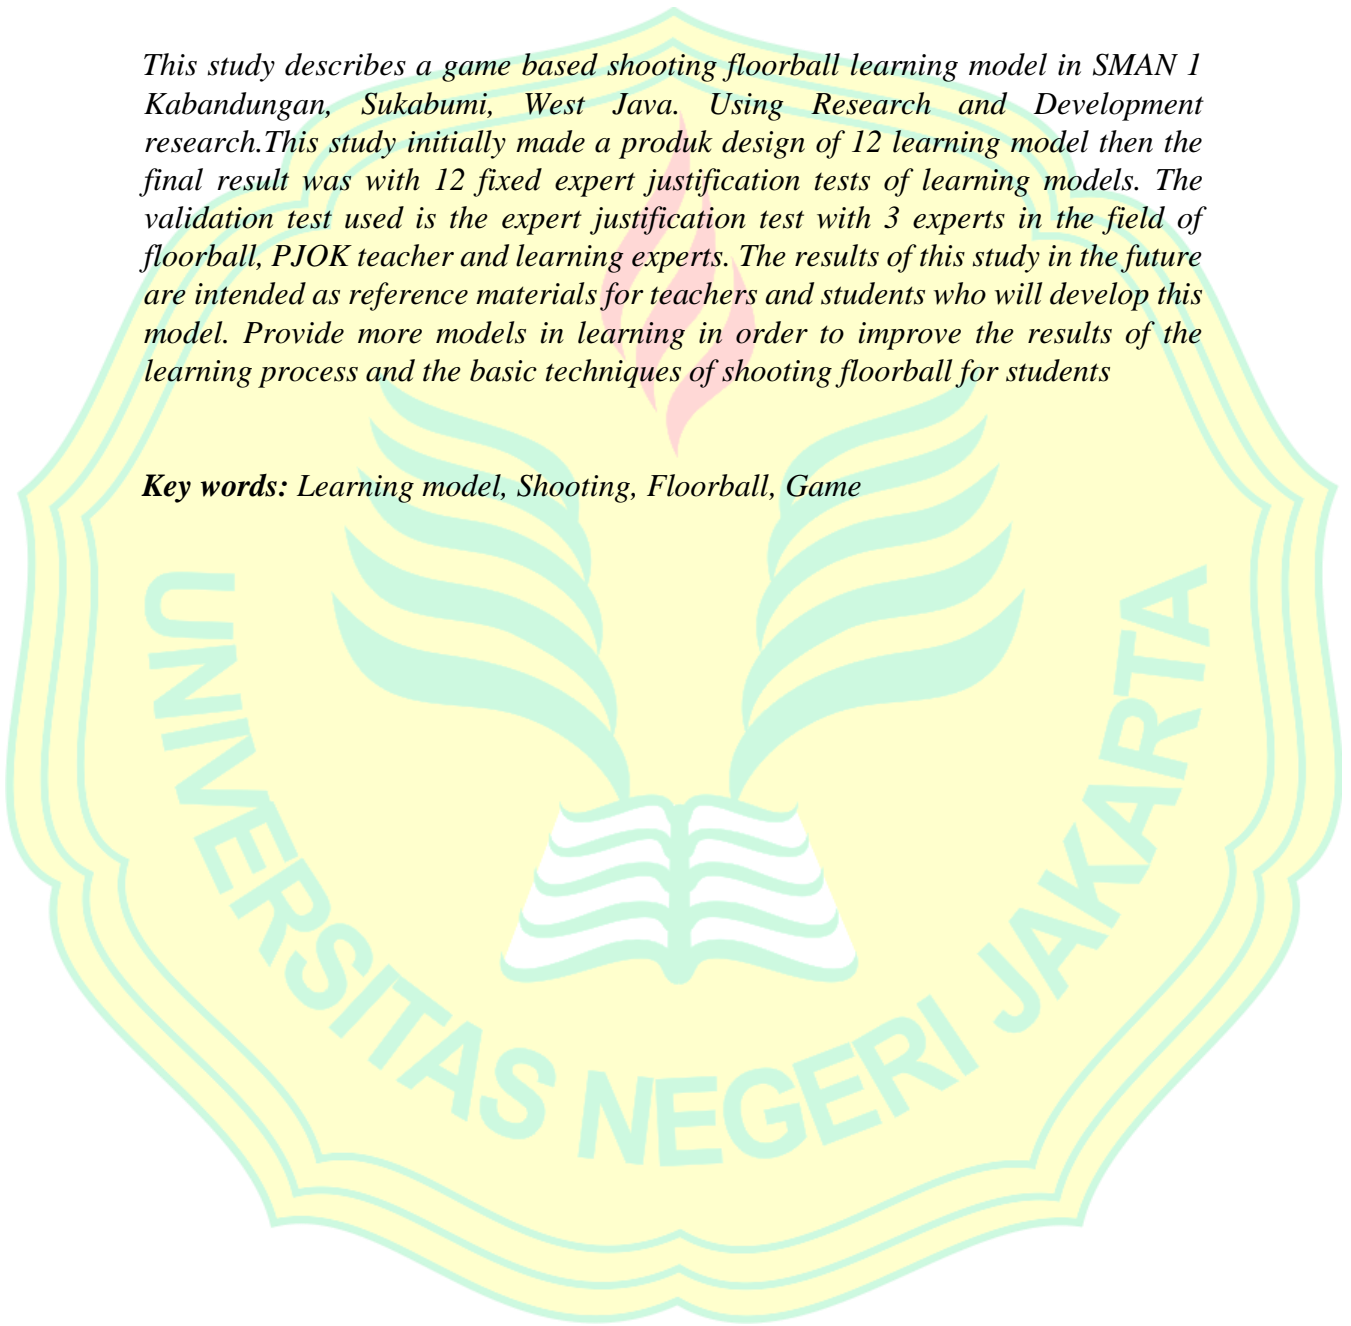 This study describes a game based shooting floorball learning model in SMAN 1
Kabandungan, Sukabumi, West Java. Using Research and Development
research.This study initially made a produk design of 12 learning model then the
final result was with 12 fixed expert justification tests of learning models. The
validation test used is the expert justification test with 3 experts in the field of
floorball, PJOK teacher and learning experts. The results of this study in the future
are intended as reference materials for teachers and students who will develop this
model. Provide more models in learning in order to improve the results of the
learning process and the basic techniques of shooting floorball for students
Key words: Learning model, Shooting, Floorball, Game
UNIVERSITAS NEGERI JAKARTA